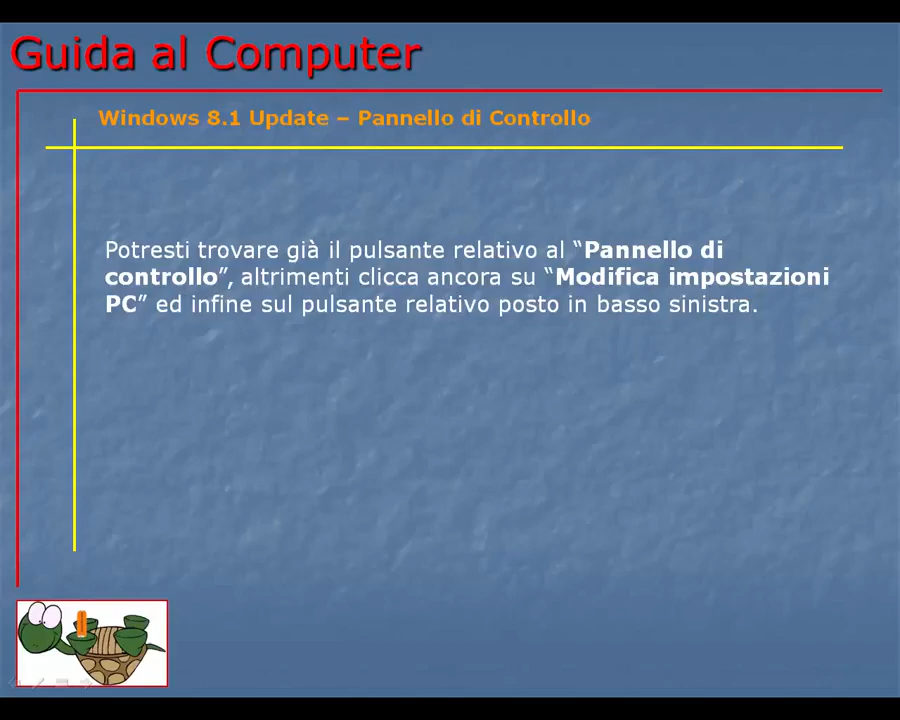 Guida al Computer
Windows 8.1 Update – Pannello di Controllo
Potresti trovare già il pulsante relativo al “Pannello di
controllo”, altrimenti clicca ancora su “Modifica impostazioni
PC” ed infine sul pulsante relativo posto in basso sinistra.